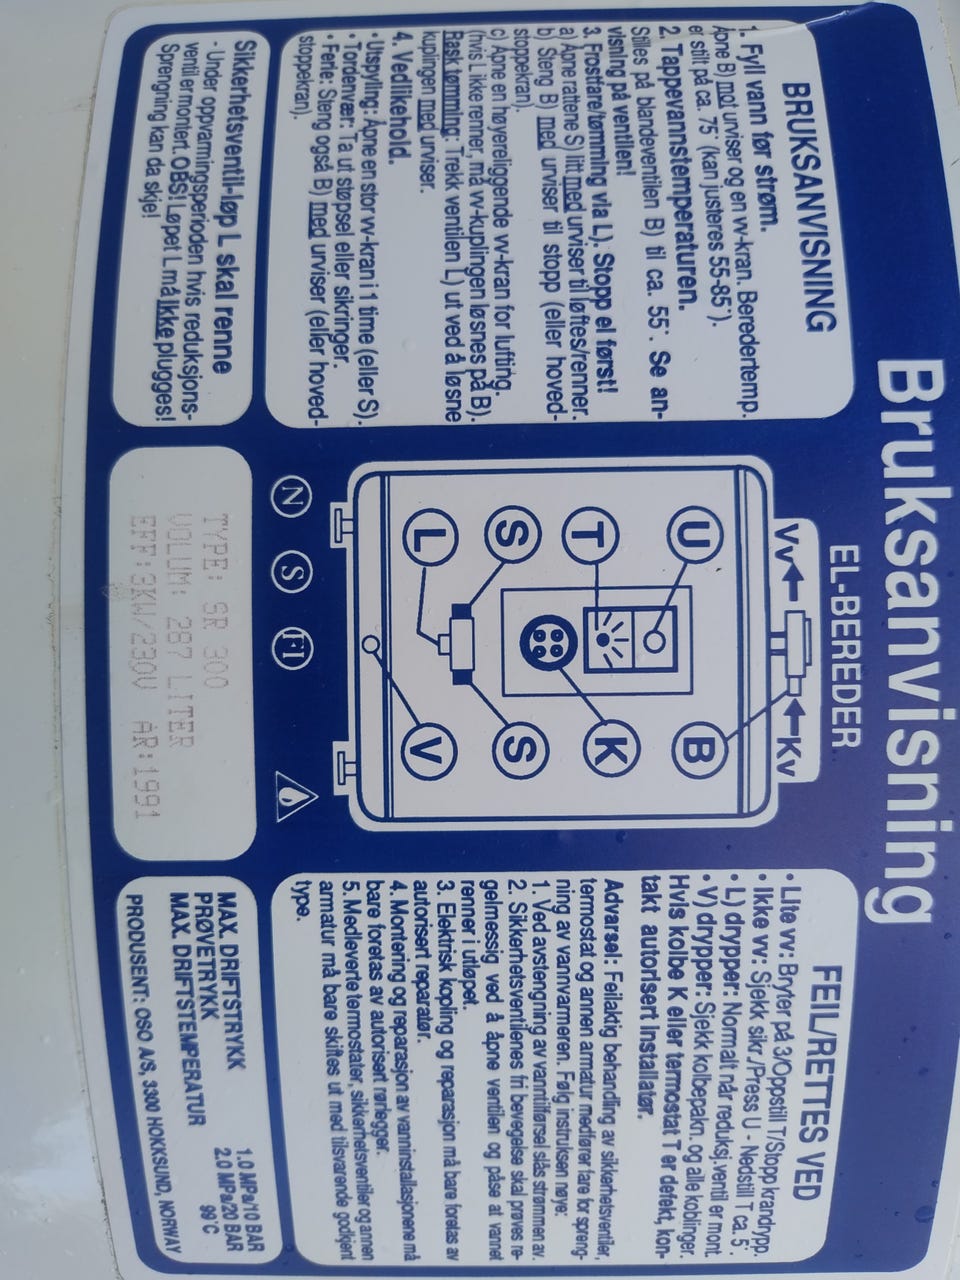 Bruksanvisning
BRUKSANVISNING
1. Fyll vann før strøm.
Åpne B) mot urviser og en vv-kran. Beredertemp.
er stilt på ca. 75° (kan justeres 55-85°).
2. Tappevannstemperaturen.
Stilles på blandeventilen B) til ca. 55°. Se an-
visning på ventilen!
3. Frostfare/tømming via L). Stopp el først!
a) Åpne rattene S) litt med urviser til løftes/renner.
b) Steng B) med urviser til stopp (eller hoved-
stoppekran).
c) Åpne en høyereliggende vv-kran for lufting.
(hvis L ikke renner, må vv-kuplingen løsnes på B).
Rask tømming: Trekk ventilen L) ut ved å løsne
kuplingen med urviser.
4. Vedlikehold.
• Utspyling: Åpne en stor vv-kran i 1 time (eller S).
• Tordenvær: Ta ut støpsel eller sikringer.
• Ferie: Steng også B) med urviser (eller hoved-
stoppekran).
Sikkerhetsventil-løp L skal renne
- Under oppvarmingsperioden hvis reduksjons-
ventil er montert. OBS! Løpet L må ikke plugges!
Sprengning kan da skje!
EL-BEREDER
Vv Kv
U B
T K
S S
L V
N S FI
TYPE: SR 300
VOLUM: 287 LITER
EFF:3KW/230V AR:1991
FEIL/RETTES VED
• Lite vv: Bryter på 3/Oppstill T/Stopp krandrypp.
• Ikke vv: Sjekk sikr./Press U - Nedstill T ca. 5°.
• L) drypper: Normalt når reduksj.ventil er mont.
• V) drypper: Sjekk kolbepakn. og alle koblinger.
Hvis kolbe K eller termostat T er defekt, kon-
takt autorisert installatør.
Advarsel: Feilaktig behandling av sikkerhetsventiler,
termostat og annen armatur medfører fare for spreng-
ning av vannvarmeren. Følg instruksen nøye:
1. Ved avstengning av vanntilførsel slås strømmen av.
2. Sikkerhetsventilenes fri bevegelse skal prøves re-
gelmessig ved å åpne ventilen og påse at vannet
renner i utløpet.
3. Elektrisk kopling og reparasjon må bare foretas av
autorisert reparatør.
4. Montering og reparasjon av vanninstallasjonene må
bare foretas av autorisert rørlegger.
5. Medleverte termostater, sikkerhetsventiler og annen
armatur må bare skiftes ut med tilsvarende godkjent
type.
MAX. DRIFTSTRYKK 1.0 MPa/10 BAR
PRØVETRYKK 2.0 MPa/20 BAR
MAX. DRIFTSTEMPERATUR 99°C
PRODUSENT: OSO A/S, 3300 HOKKSUND, NORWAY